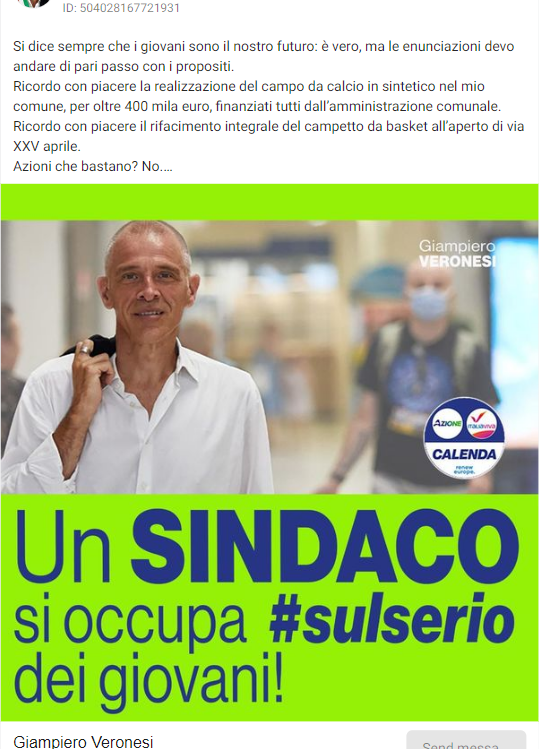 ID: 504028167721931
Si dice sempre che i giovani sono il nostro futuro: è vero, ma le enunciazioni devo
andare di pari passo con i propositi.
Ricordo con piacere la realizzazione del campo da calcio in sintetico nel mio
comune, per oltre 400 mila euro, finanziati tutti dall’amministrazione comunale.
Ricordo con piacere il rifacimento integrale del campetto da basket all’aperto di via
XXV aprile.
Azioni che bastano? No.…
Giampiero
VERONESI
AZIONE
ITALIAVIVA
CALENDA
renew
europe.
Un SINDACO
si occupa #sulserio
dei giovani!
Giampiero Veronesi
Send messa